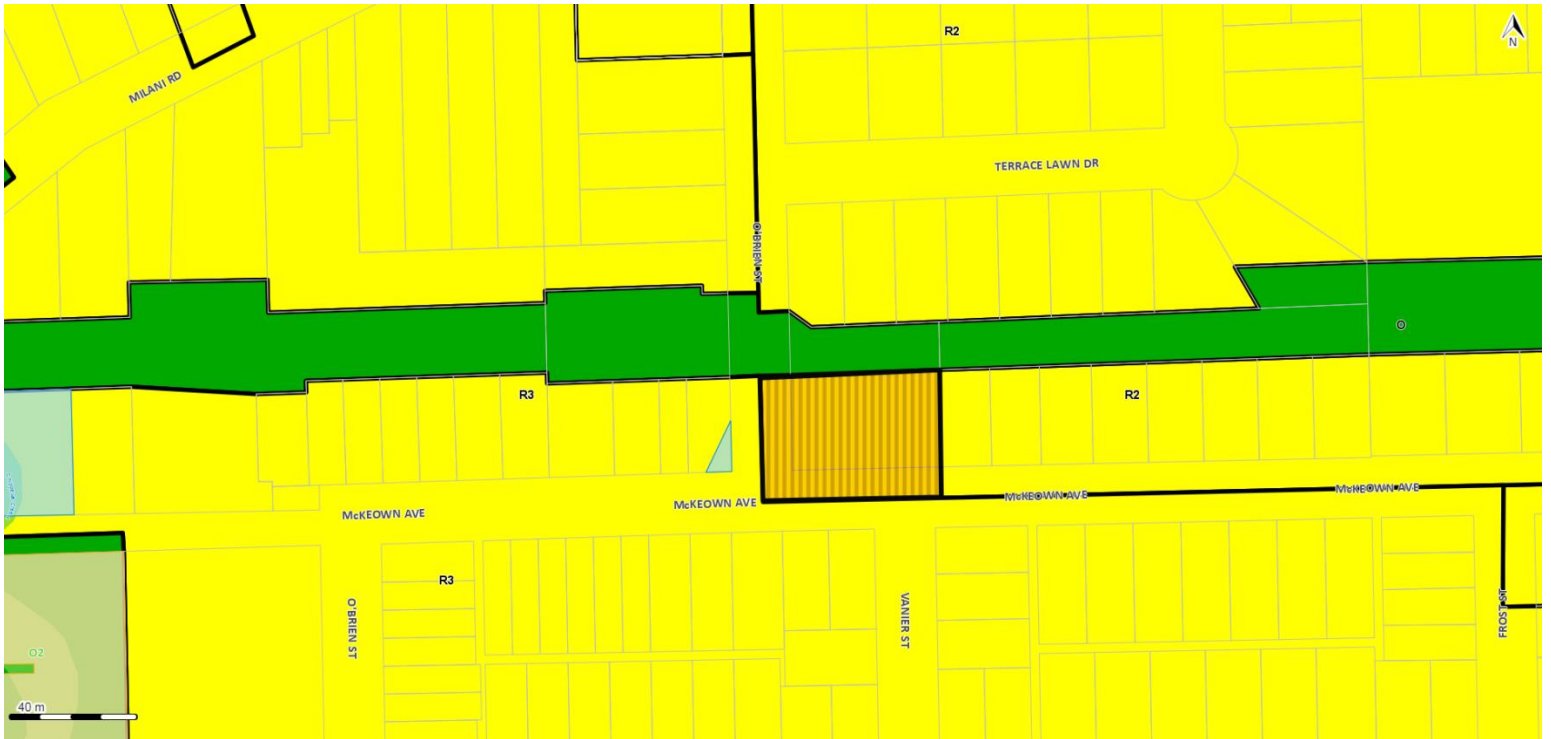 R2
N
MILANI RD
TERRACE LAWN DR
O'BRIEN ST
O
R3
R2
McKEOWN AVE
McKEOWN AVE
McKEOWN AVE
McKEOWN AVE
R3
O'BRIEN ST
VANIER ST
FROST ST
O2
40 m